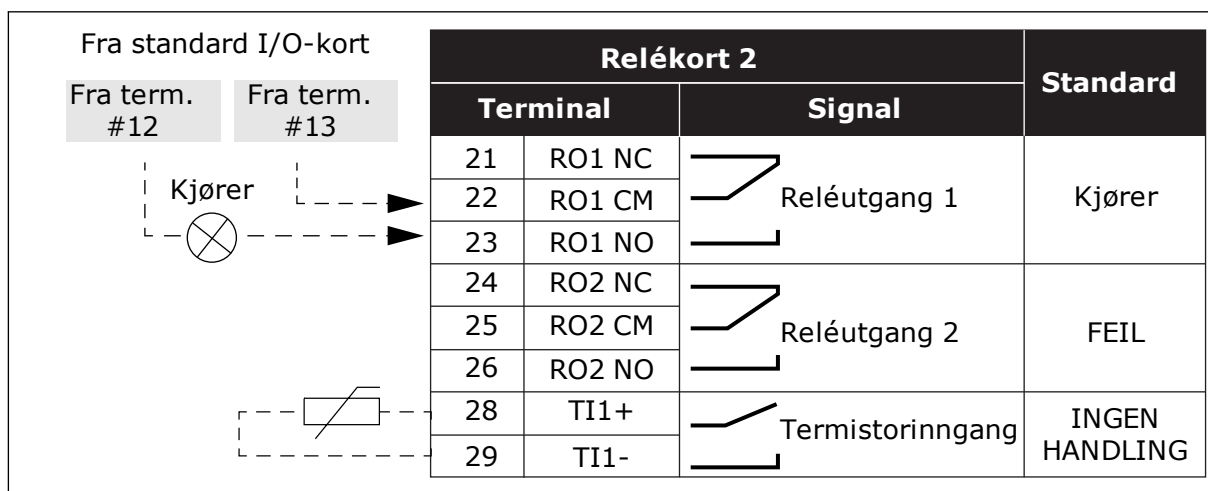 Fra standard I/O-kort
Fra term.
#12
Fra term.
#13
Kjører
Relékort 2
Standard
Terminal
Signal
21 RO1 NC
22 RO1 CM
23 RO1 NO
Reléutgang 1
Kjører
24 RO2 NC
25 RO2 CM
26 RO2 NO
Reléutgang 2
FEIL
28 TI1+
29 TI1-
Termistorinngang
INGEN
HANDLING